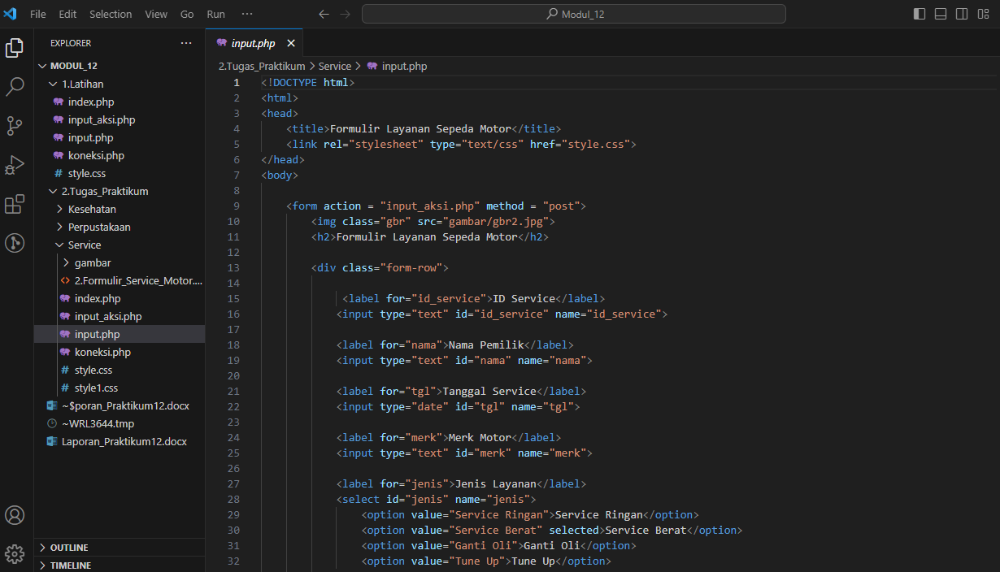 File Edit Selection View Go Run ···
Modul_12
EXPLORER ···
MODUL_12
1.Latihan
index.php
input_aksi.php
input.php
koneksi.php
# style.css
2.Tugas_Praktikum
Kesehatan
Perpustakaan
Service
gambar
<> 2.Formulir_Service_Motor....
index.php
input_aksi.php
input.php
koneksi.php
# style.css
# style1.css
~$poran_Praktikum12.docx
~WRL3644.tmp
Laporan_Praktikum12.docx
OUTLINE
TIMELINE
input.php
2.Tugas_Praktikum > Service > input.php
1 <!DOCTYPE html>
2 <html>
3 <head>
4 <title>Formulir Layanan Sepeda Motor</title>
5 <link rel="stylesheet" type="text/css" href="style.css">
6 </head>
7 <body>
8
9 <form action = "input_aksi.php" method = "post">
10 <img class="gbr" src="gambar/gbr2.jpg">
11 <h2>Formulir Layanan Sepeda Motor</h2>
12
13 <div class="form-row">
14
15 <label for="id_service">ID Service</label>
16 <input type="text" id="id_service" name="id_service">
17
18 <label for="nama">Nama Pemilik</label>
19 <input type="text" id="nama" name="nama">
20
21 <label for="tgl">Tanggal Service</label>
22 <input type="date" id="tgl" name="tgl">
23
24 <label for="merk">Merk Motor</label>
25 <input type="text" id="merk" name="merk">
26
27 <label for="jenis">Jenis Layanan</label>
28 <select id="jenis" name="jenis">
29 <option value="Service Ringan">Service Ringan</option>
30 <option value="Service Berat" selected>Service Berat</option>
31 <option value="Ganti Oli">Ganti Oli</option>
32 <option value="Tune Up">Tune Up</option>